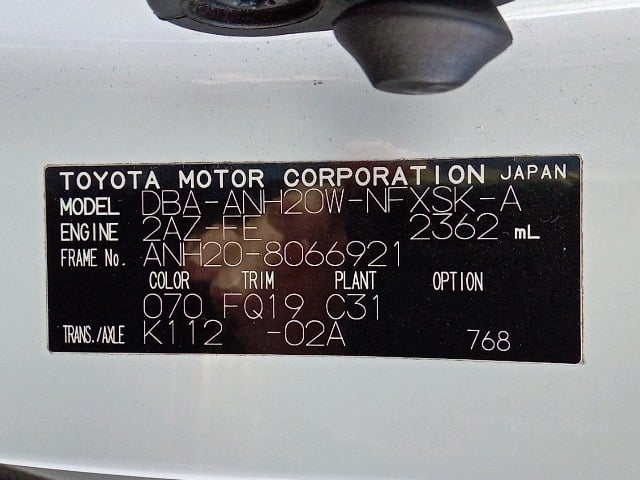 TOYOTA MOTOR CORPORATION JAPAN
MODEL DBA-ANH20W-NFXSK-A
ENGINE 2AZ-FE 2362 mL
FRAME No. ANH20-8066921
COLOR TRIM PLANT OPTION
070 FQ19 C31
TRANS./AXLE K112 -02A 768